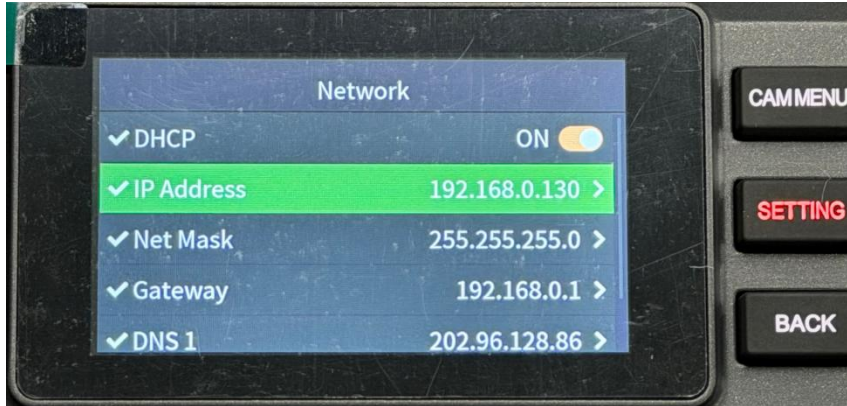 Network
DHCP ON
IP Address 192.168.0.130 >
Net Mask 255.255.255.0 >
Gateway 192.168.0.1 >
DNS 1 202.96.128.86 >
CAM MENU
SETTING
BACK